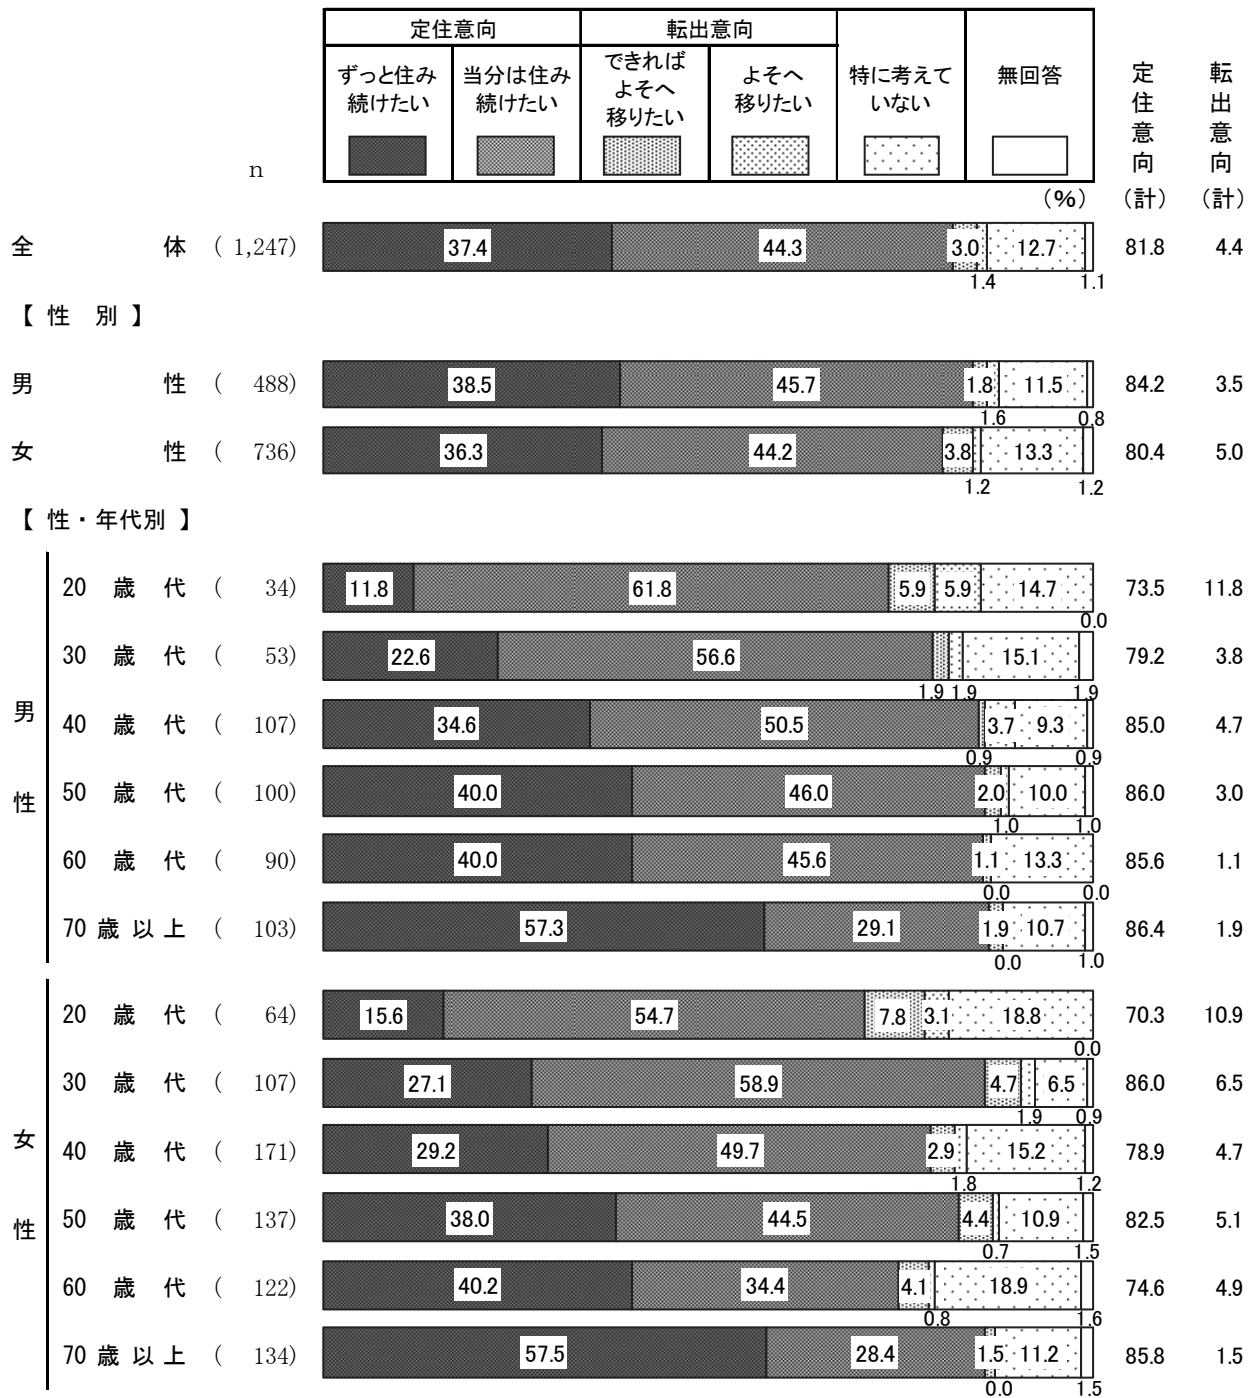 定住意向 転出意向
ずっと住み続けたい 当分は住み続けたい できればよそへ移りたい よそへ移りたい 特に考えていない 無回答 定住意向(計) 転出意向(計)
n
(%)
全体 (1,247) 37.4 44.3 3.0 12.7 81.8 4.4
1.4 1.1
【性別】
男性 (488) 38.5 45.7 1.8 11.5 84.2 3.5
1.6 0.8
女性 (736) 36.3 44.2 3.8 13.3 80.4 5.0
1.2 1.2
【性・年代別】
男性
20歳代 (34) 11.8 61.8 5.9 5.9 14.7 73.5 11.8
0.0
30歳代 (53) 22.6 56.6 15.1 79.2 3.8
1.9 1.9 1.9
40歳代 (107) 34.6 50.5 3.7 9.3 85.0 4.7
0.9 0.9
50歳代 (100) 40.0 46.0 2.0 10.0 86.0 3.0
1.0 1.0
60歳代 (90) 40.0 45.6 1.1 13.3 85.6 1.1
0.0 0.0
70歳以上 (103) 57.3 29.1 1.9 10.7 86.4 1.9
0.0 1.0
女性
20歳代 (64) 15.6 54.7 7.8 3.1 18.8 70.3 10.9
0.0
30歳代 (107) 27.1 58.9 4.7 6.5 86.0 6.5
1.9 0.9
40歳代 (171) 29.2 49.7 2.9 15.2 78.9 4.7
1.8 1.2
50歳代 (137) 38.0 44.5 4.4 10.9 82.5 5.1
0.7 1.5
60歳代 (122) 40.2 34.4 4.1 18.9 74.6 4.9
0.8 1.6
70歳以上 (134) 57.5 28.4 1.5 11.2 85.8 1.5
0.0 1.5